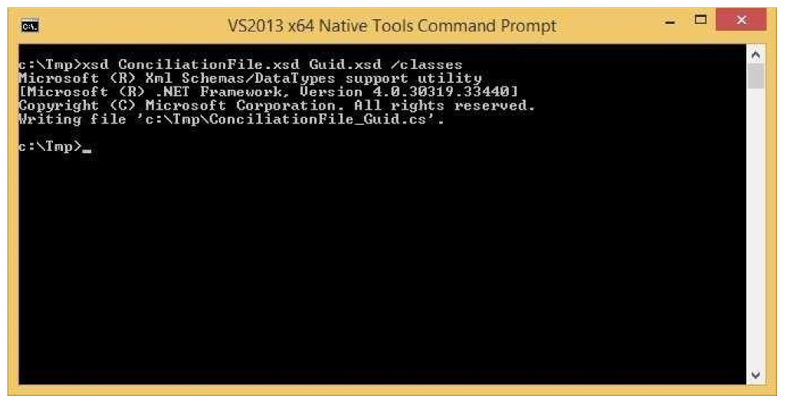 VS2013 x64 Native Tools Command Prompt
c:\Tmp>xsd ConciliationFile.xsd Guid.xsd /classes
Microsoft (R) Xml Schemas/DataTypes support utility
[Microsoft (R) .NET Framework, Version 4.0.30319.33440]
Copyright (C) Microsoft Corporation. All rights reserved.
Writing file 'c:\Tmp\ConciliationFile_Guid.cs'.
c:\Tmp>_